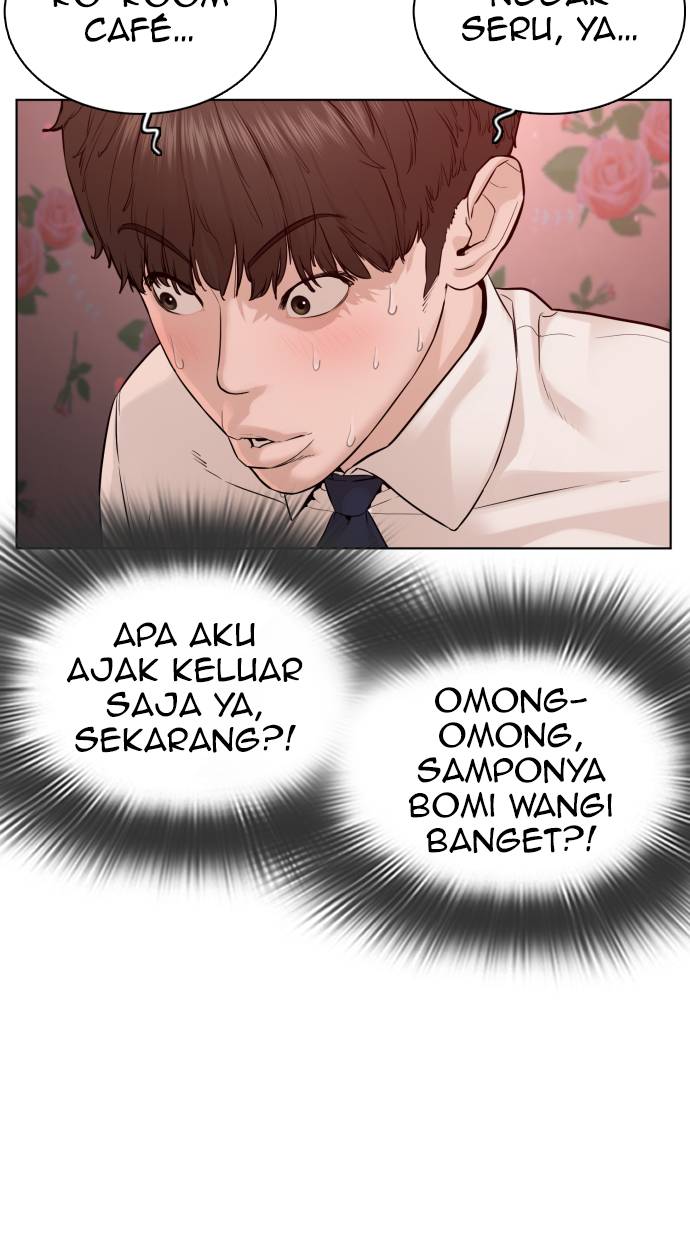 CAFÉ...
SERU, YA...
APA AKU
AJAK KELUAR
SAJA YA,
SEKARANG?!
OMONG-
OMONG,
SAMPONYA
BOMI WANGI
BANGET?!